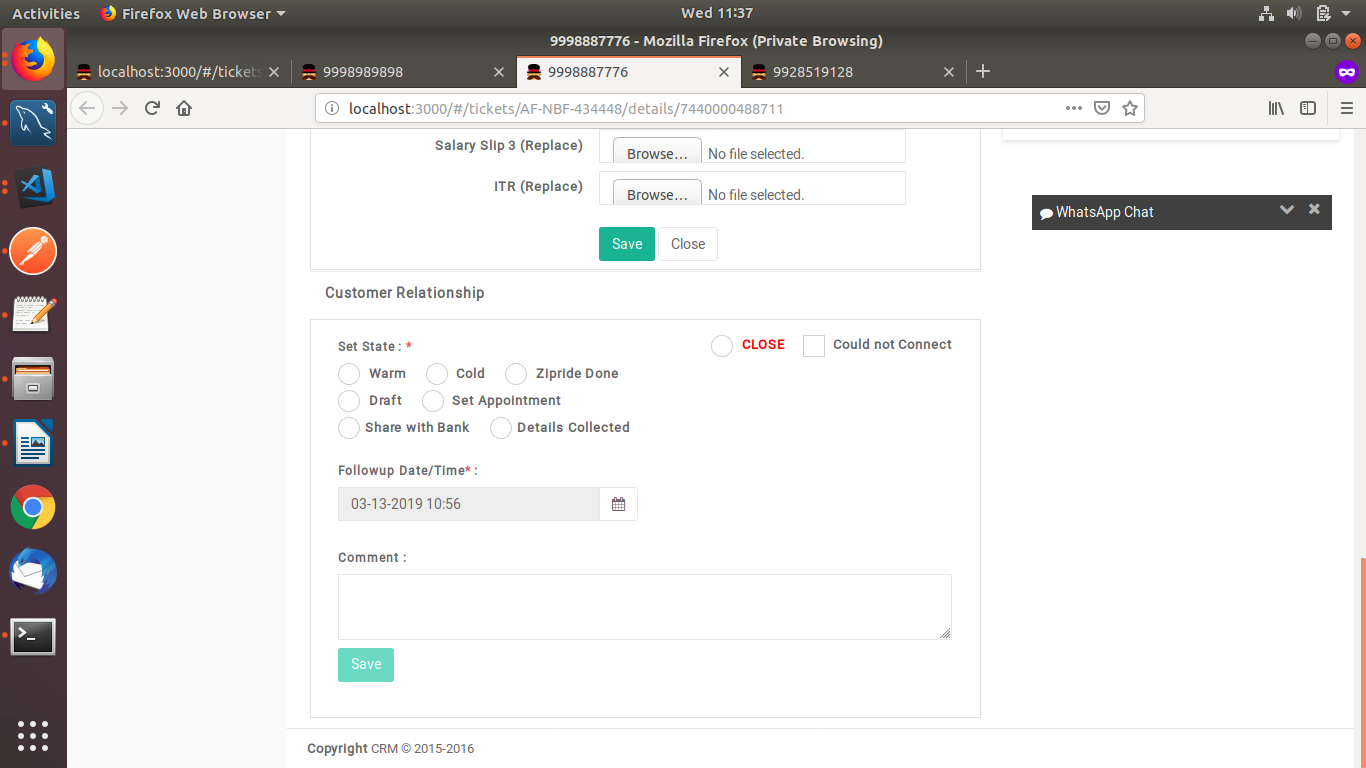 Activities Firefox Web Browser Wed 11:37
9998887776 - Mozilla Firefox (Private Browsing)
localhost:3000/#/tickets 9998989898 9998887776 9928519128
localhost:3000/#/tickets/AF-NBF-434448/details/7440000488711
Salary Slip 3 (Replace) Browse... No file selected.
ITR (Replace) Browse... No file selected.
WhatsApp Chat
Save Close
Customer Relationship
Set State : * CLOSE Could not Connect
Warm Cold Zipride Done
Draft Set Appointment
Share with Bank Details Collected
Followup Date/Time* :
03-13-2019 10:56
Comment :
Save
Copyright CRM © 2015-2016